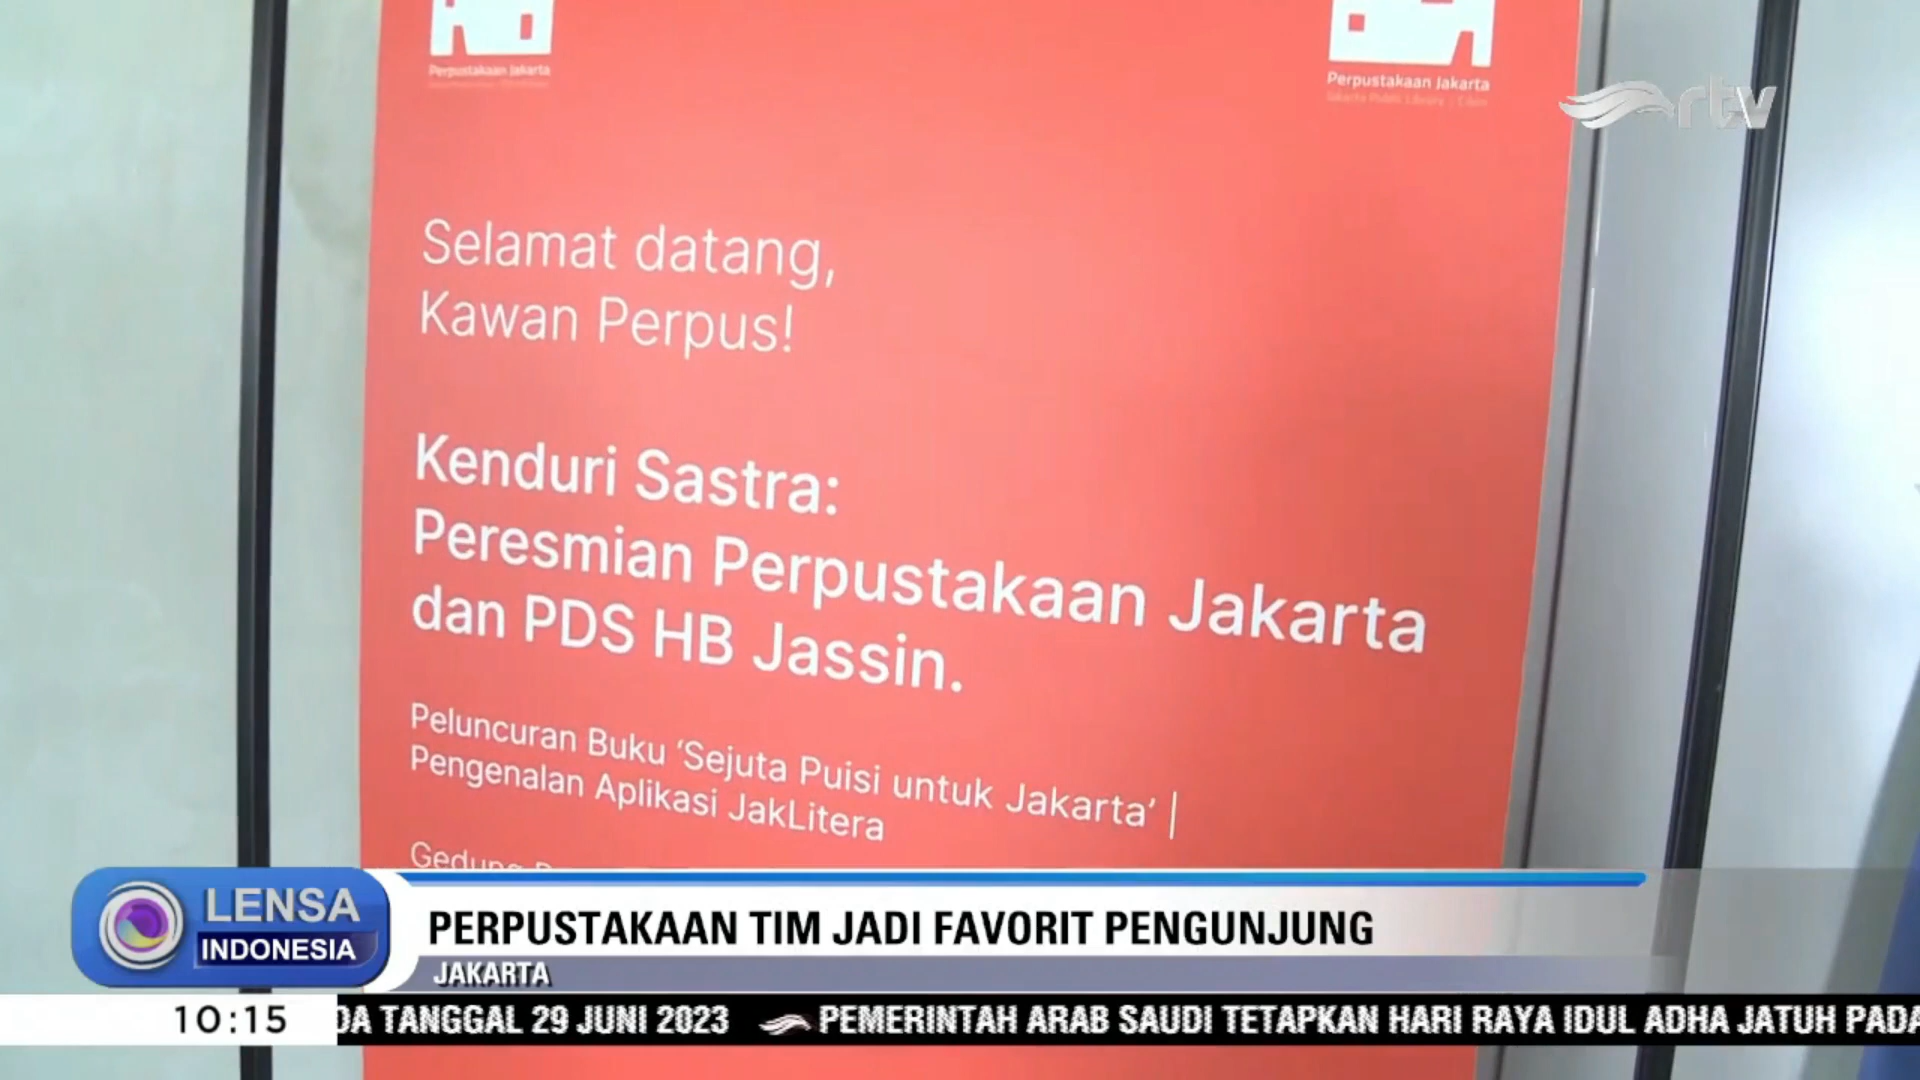 Perpustakaan Jakarta
Perpustakaan Jakarta
rtv
Selamat datang,
Kawan Perpus!
Kenduri Sastra:
Peresmian Perpustakaan Jakarta
dan PDS HB Jassin.
Peluncuran Buku ‘Sejuta Puisi untuk Jakarta’ |
Pengenalan Aplikasi JakLitera
Gedung
LENSA
INDONESIA
PERPUSTAKAAN TIM JADI FAVORIT PENGUNJUNG
JAKARTA
10:15
DA TANGGAL 29 JUNI 2023 PEMERINTAH ARAB SAUDI TETAPKAN HARI RAYA IDUL ADHA JATUH PADA